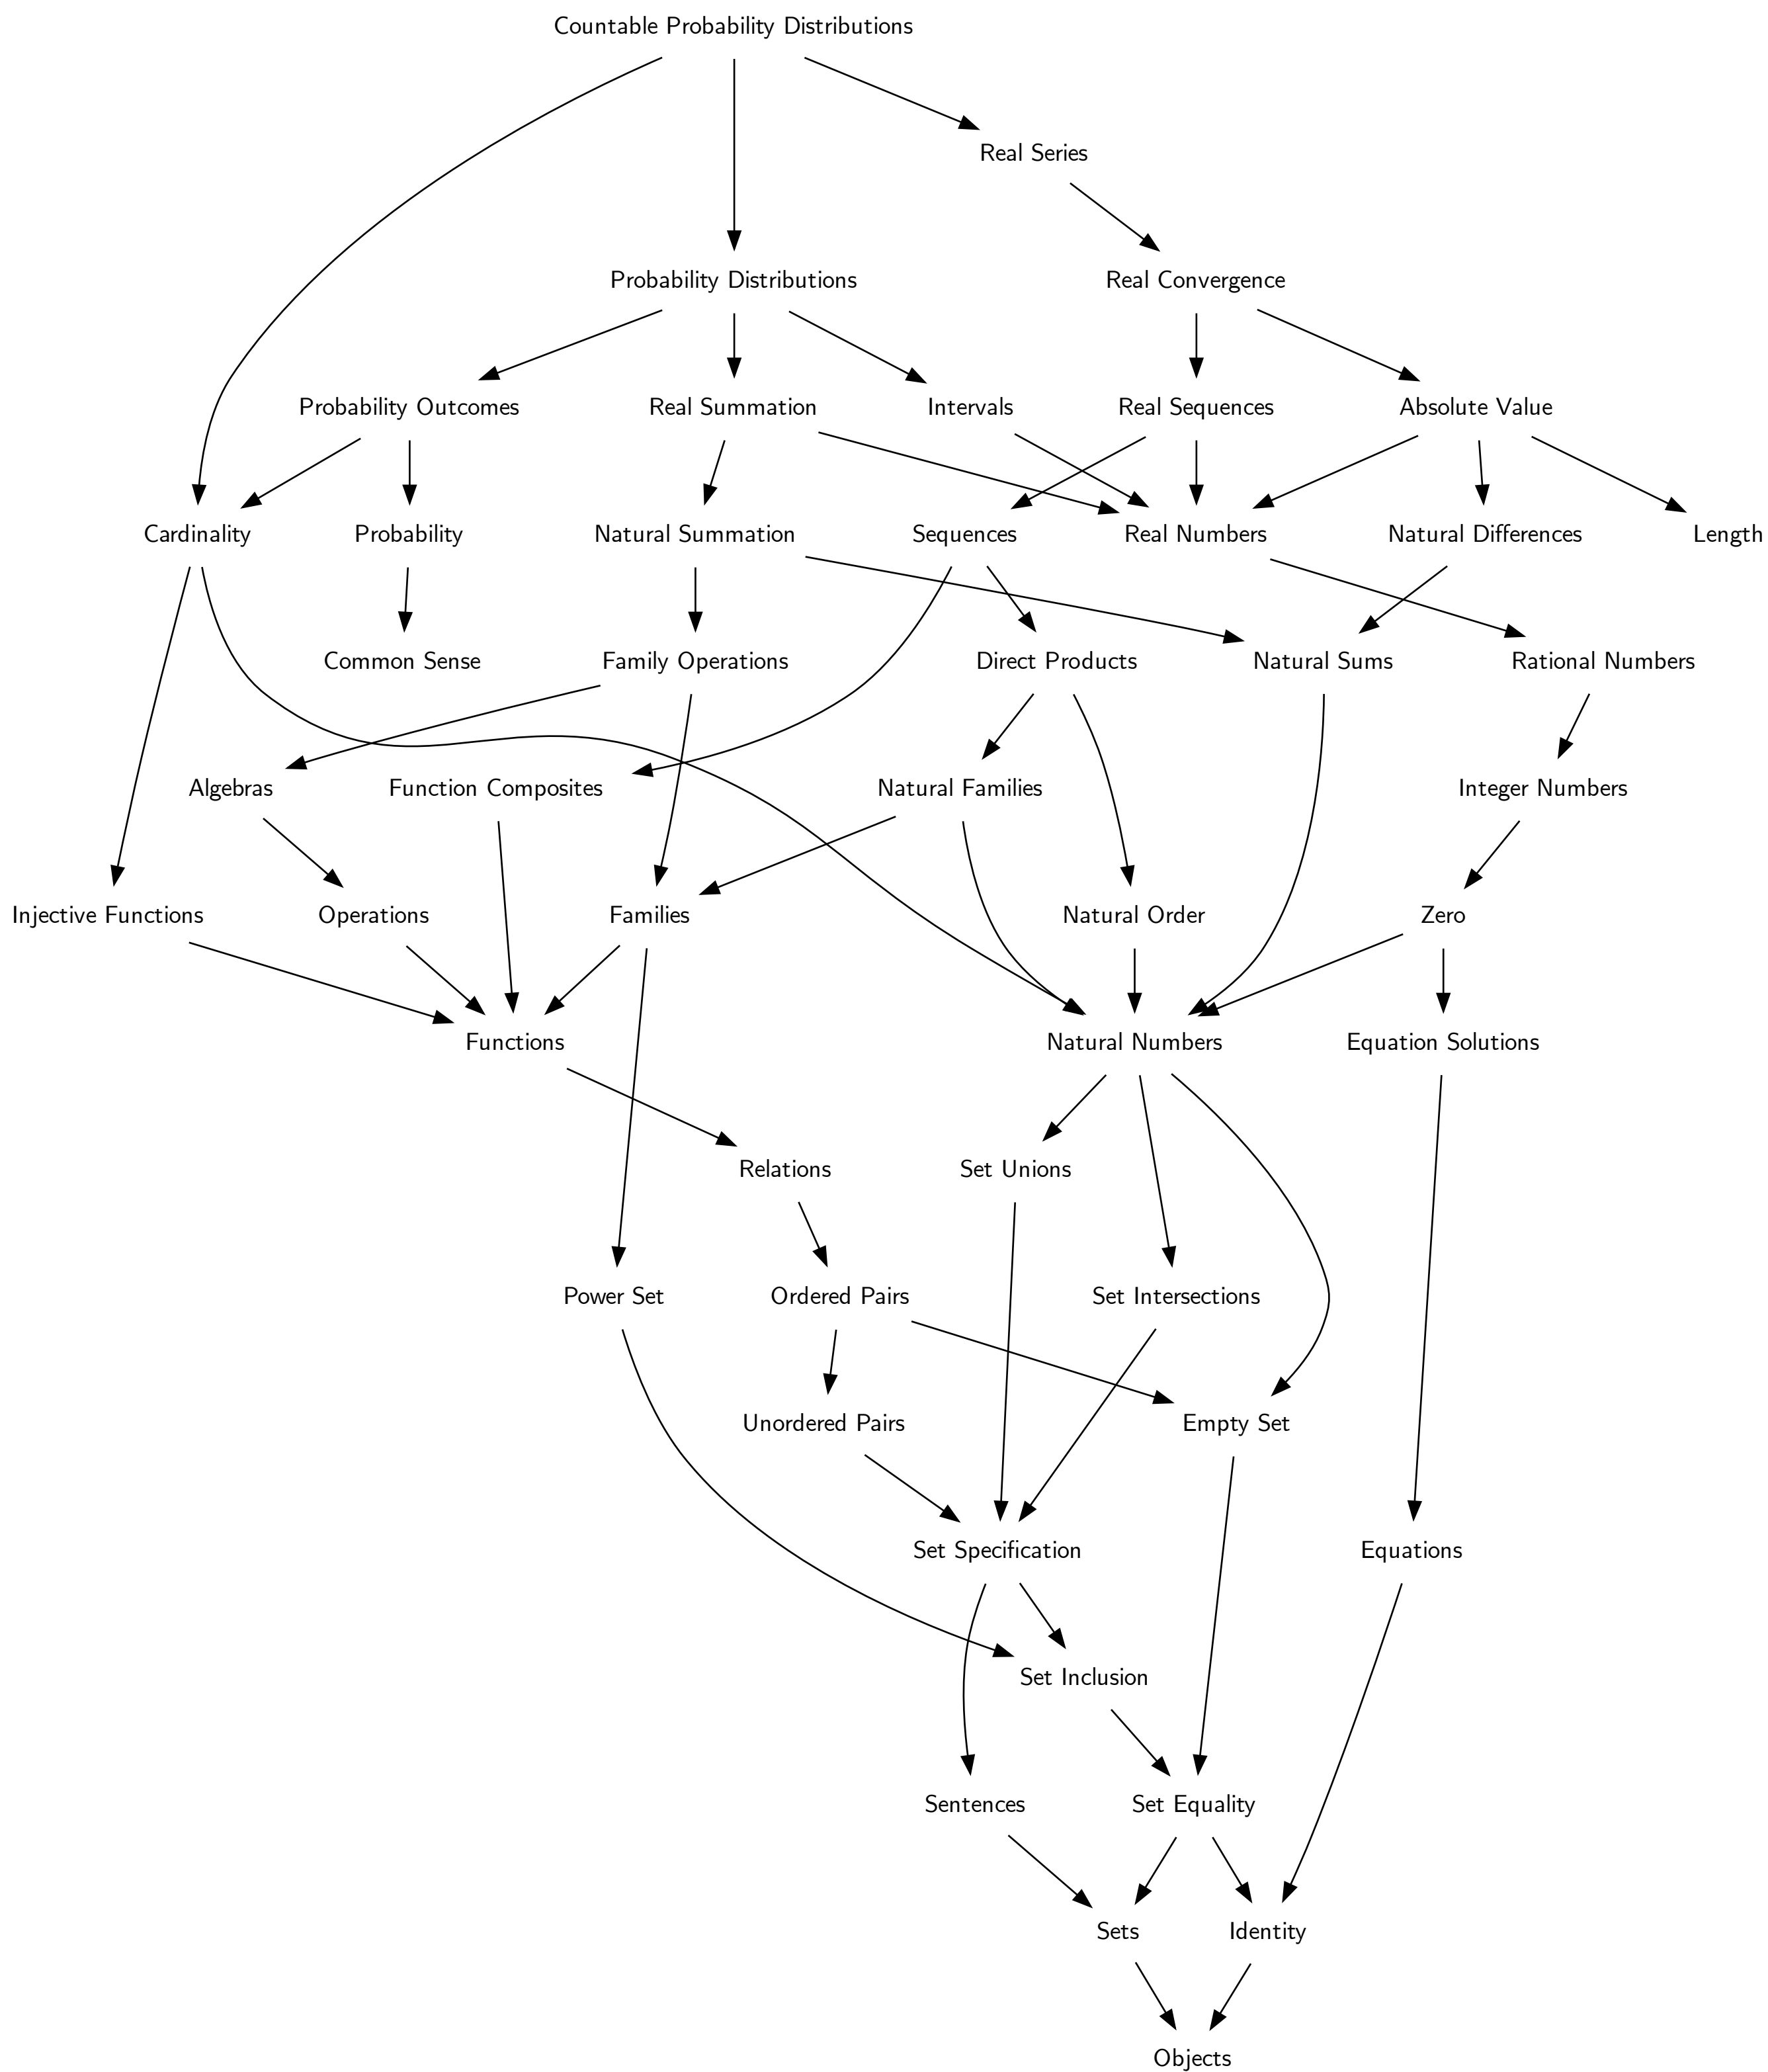 Countable Probability Distributions
Real Series
Probability Distributions
Real Convergence
Probability Outcomes
Real Summation
Intervals
Real Sequences
Absolute Value
Cardinality
Probability
Natural Summation
Sequences
Real Numbers
Natural Differences
Length
Common Sense
Family Operations
Direct Products
Natural Sums
Rational Numbers
Algebras
Function Composites
Natural Families
Integer Numbers
Injective Functions
Operations
Families
Natural Order
Zero
Functions
Natural Numbers
Equation Solutions
Relations
Set Unions
Power Set
Ordered Pairs
Set Intersections
Unordered Pairs
Empty Set
Set Specification
Equations
Set Inclusion
Sentences
Set Equality
Sets
Identity
Objects